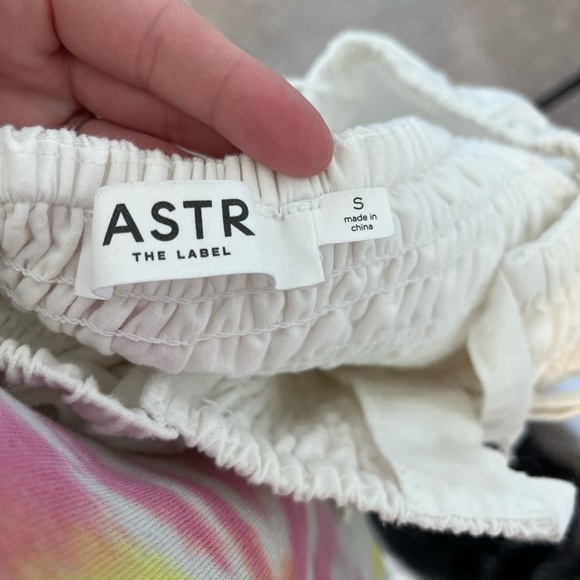 ASTR
THE LABEL
S
made in
china